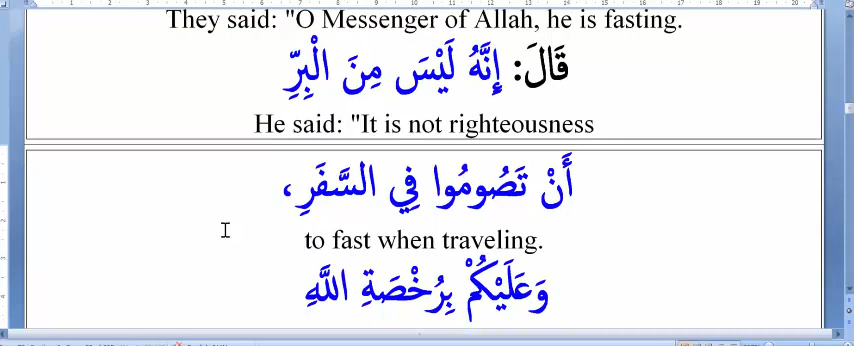 They said: "O Messenger of Allah, he is fasting.
قَالَ: إِنَّهُ لَيْسَ مِنَ الْبِرِّ
He said: "It is not righteousness
أَنْ تَصُومُوا فِي السَّفَرِ،
to fast when traveling.
وَعَلَيْكُمْ بِرُخْصَةِ اللَّهِ